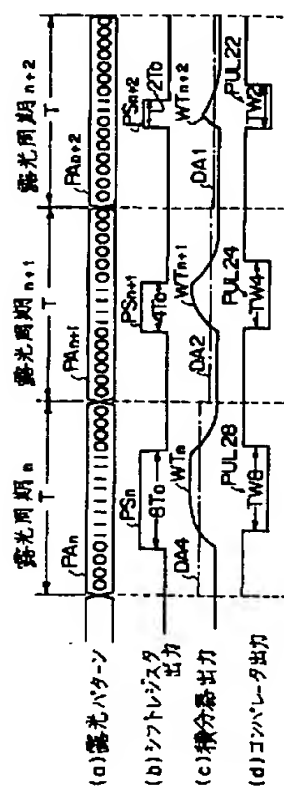 露光周期 n 露光周期 n+1 露光周期 n+2
T T T
PAn PAn+1 PAn+2
(a)露光パターン 0000111111110000 0000001111000000 0000000110000000
PSn PSn+1 PSn+2
(b)シフトレジスタ 8To 4To 2To
出力
WTn WTn+1 WTn+2
(c)積分器出力 DA4 DA2 DA1
PUL28 PUL24 PUL22
(d)コンパレータ出力 TW8 TW4 TW2